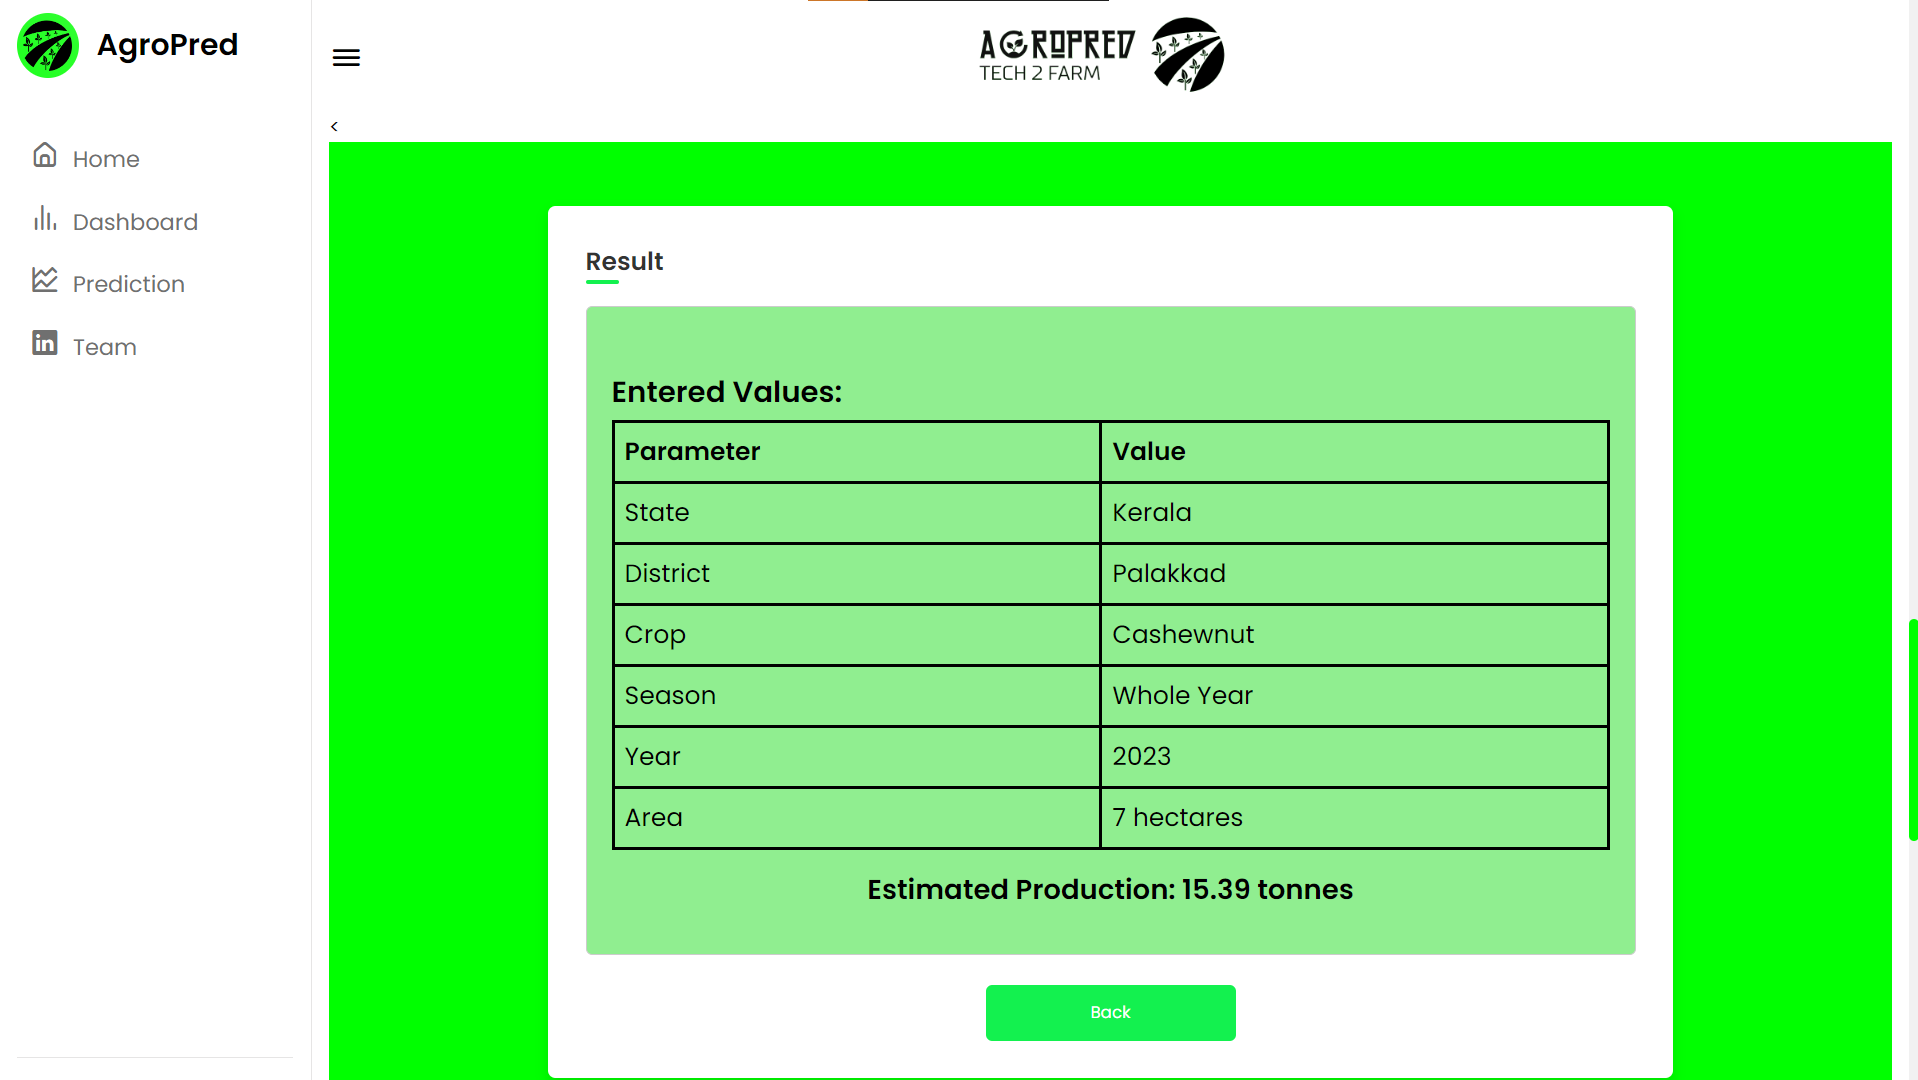 AgroPred
Home
Dashboard
Prediction
Team
AGROPRED
TECH 2 FARM
<
Result
Entered Values:
Parameter Value
State Kerala
District Palakkad
Crop Cashewnut
Season Whole Year
Year 2023
Area 7 hectares
Estimated Production: 15.39 tonnes
Back